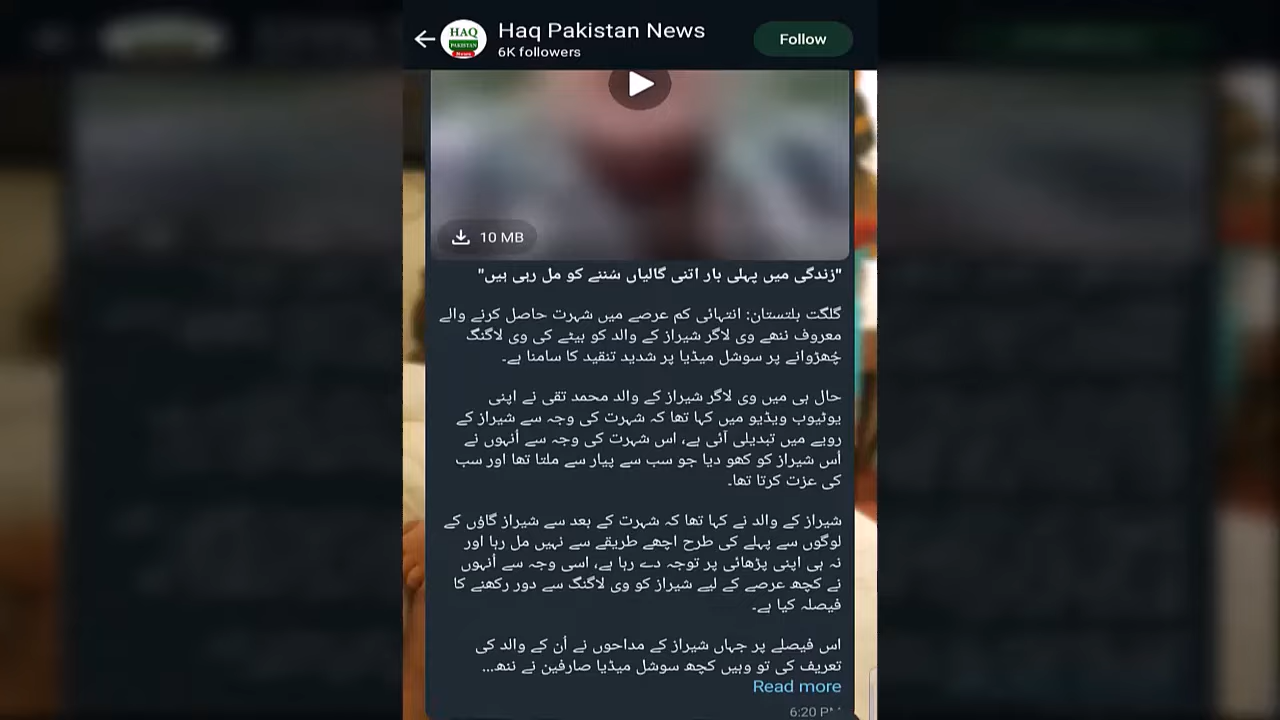 Haq Pakistan News
6K followers
Follow
HAQ
PAKISTAN
News
10 MB
"زندگی میں پہلی بار اتنی گالیاں سُننے کو مل رہی ہیں"
گلگت بلتستان: انتہائی کم عرصے میں شہرت حاصل کرنے والے
معروف ننھے وی لاگر شیراز کے والد کو بیٹے کی وی لاگنگ
چُھڑوانے پر سوشل میڈیا پر شدید تنقید کا سامنا ہے۔
حال ہی میں وی لاگر شیراز کے والد محمد تقی نے اپنی
یوٹیوب ویڈیو میں کہا تھا کہ شہرت کی وجہ سے شیراز کے
رویے میں تبدیلی آئی ہے، اس شہرت کی وجہ سے اُنہوں نے
اُس شیراز کو کھو دیا جو سب سے پیار سے ملتا تھا اور سب
کی عزت کرتا تھا۔
شیراز کے والد نے کہا تھا کہ شہرت کے بعد سے شیراز گاؤں کے
لوگوں سے پہلے کی طرح اچھے طریقے سے نہیں مل رہا اور
نہ ہی اپنی پڑھائی پر توجہ دے رہا ہے، اسی وجہ سے اُنہوں
نے کچھ عرصے کے لیے شیراز کو وی لاگنگ سے دور رکھنے کا
فیصلہ کیا ہے۔
اس فیصلے پر جہاں شیراز کے مداحوں نے اُن کے والد کی
تعریف کی تو وہیں کچھ سوشل میڈیا صارفین نے ننھ...
Read more
6:20 PM